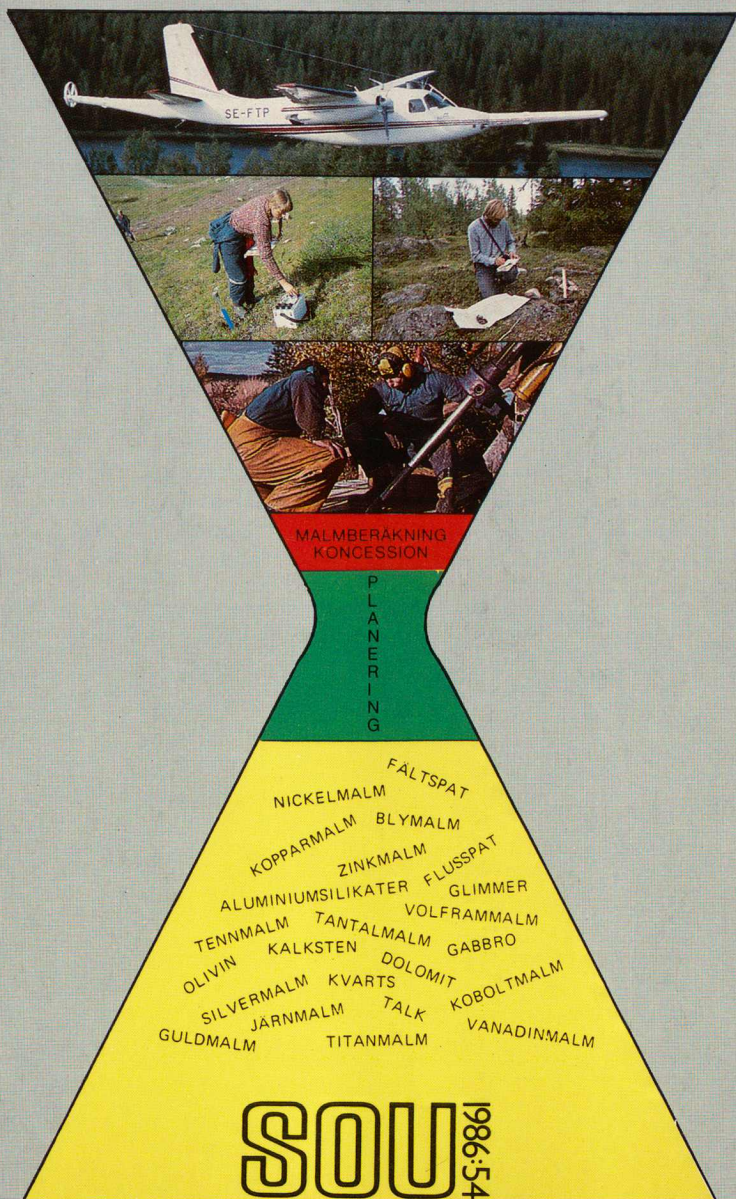 SE-FTP
MALMBERÄKNING
KONCESSION
PLANERING
FÄLTSPAT
NICKELMALM
BLYMALM
KOPPARMALM
ZINKMALM
FLUSSPAT
ALUMINIUMSILIKATER
GLIMMER
VOLFRAMMALM
TENNMALM
TANTALMALM
GABBRO
KALKSTEN
OLIVIN
DOLOMIT
KVARTS
KOBOLTMALM
SILVERMALM
JÄRNMALM
TALK
GULDMALM
TITANMALM
VANADINMALM
SOU
1986:54